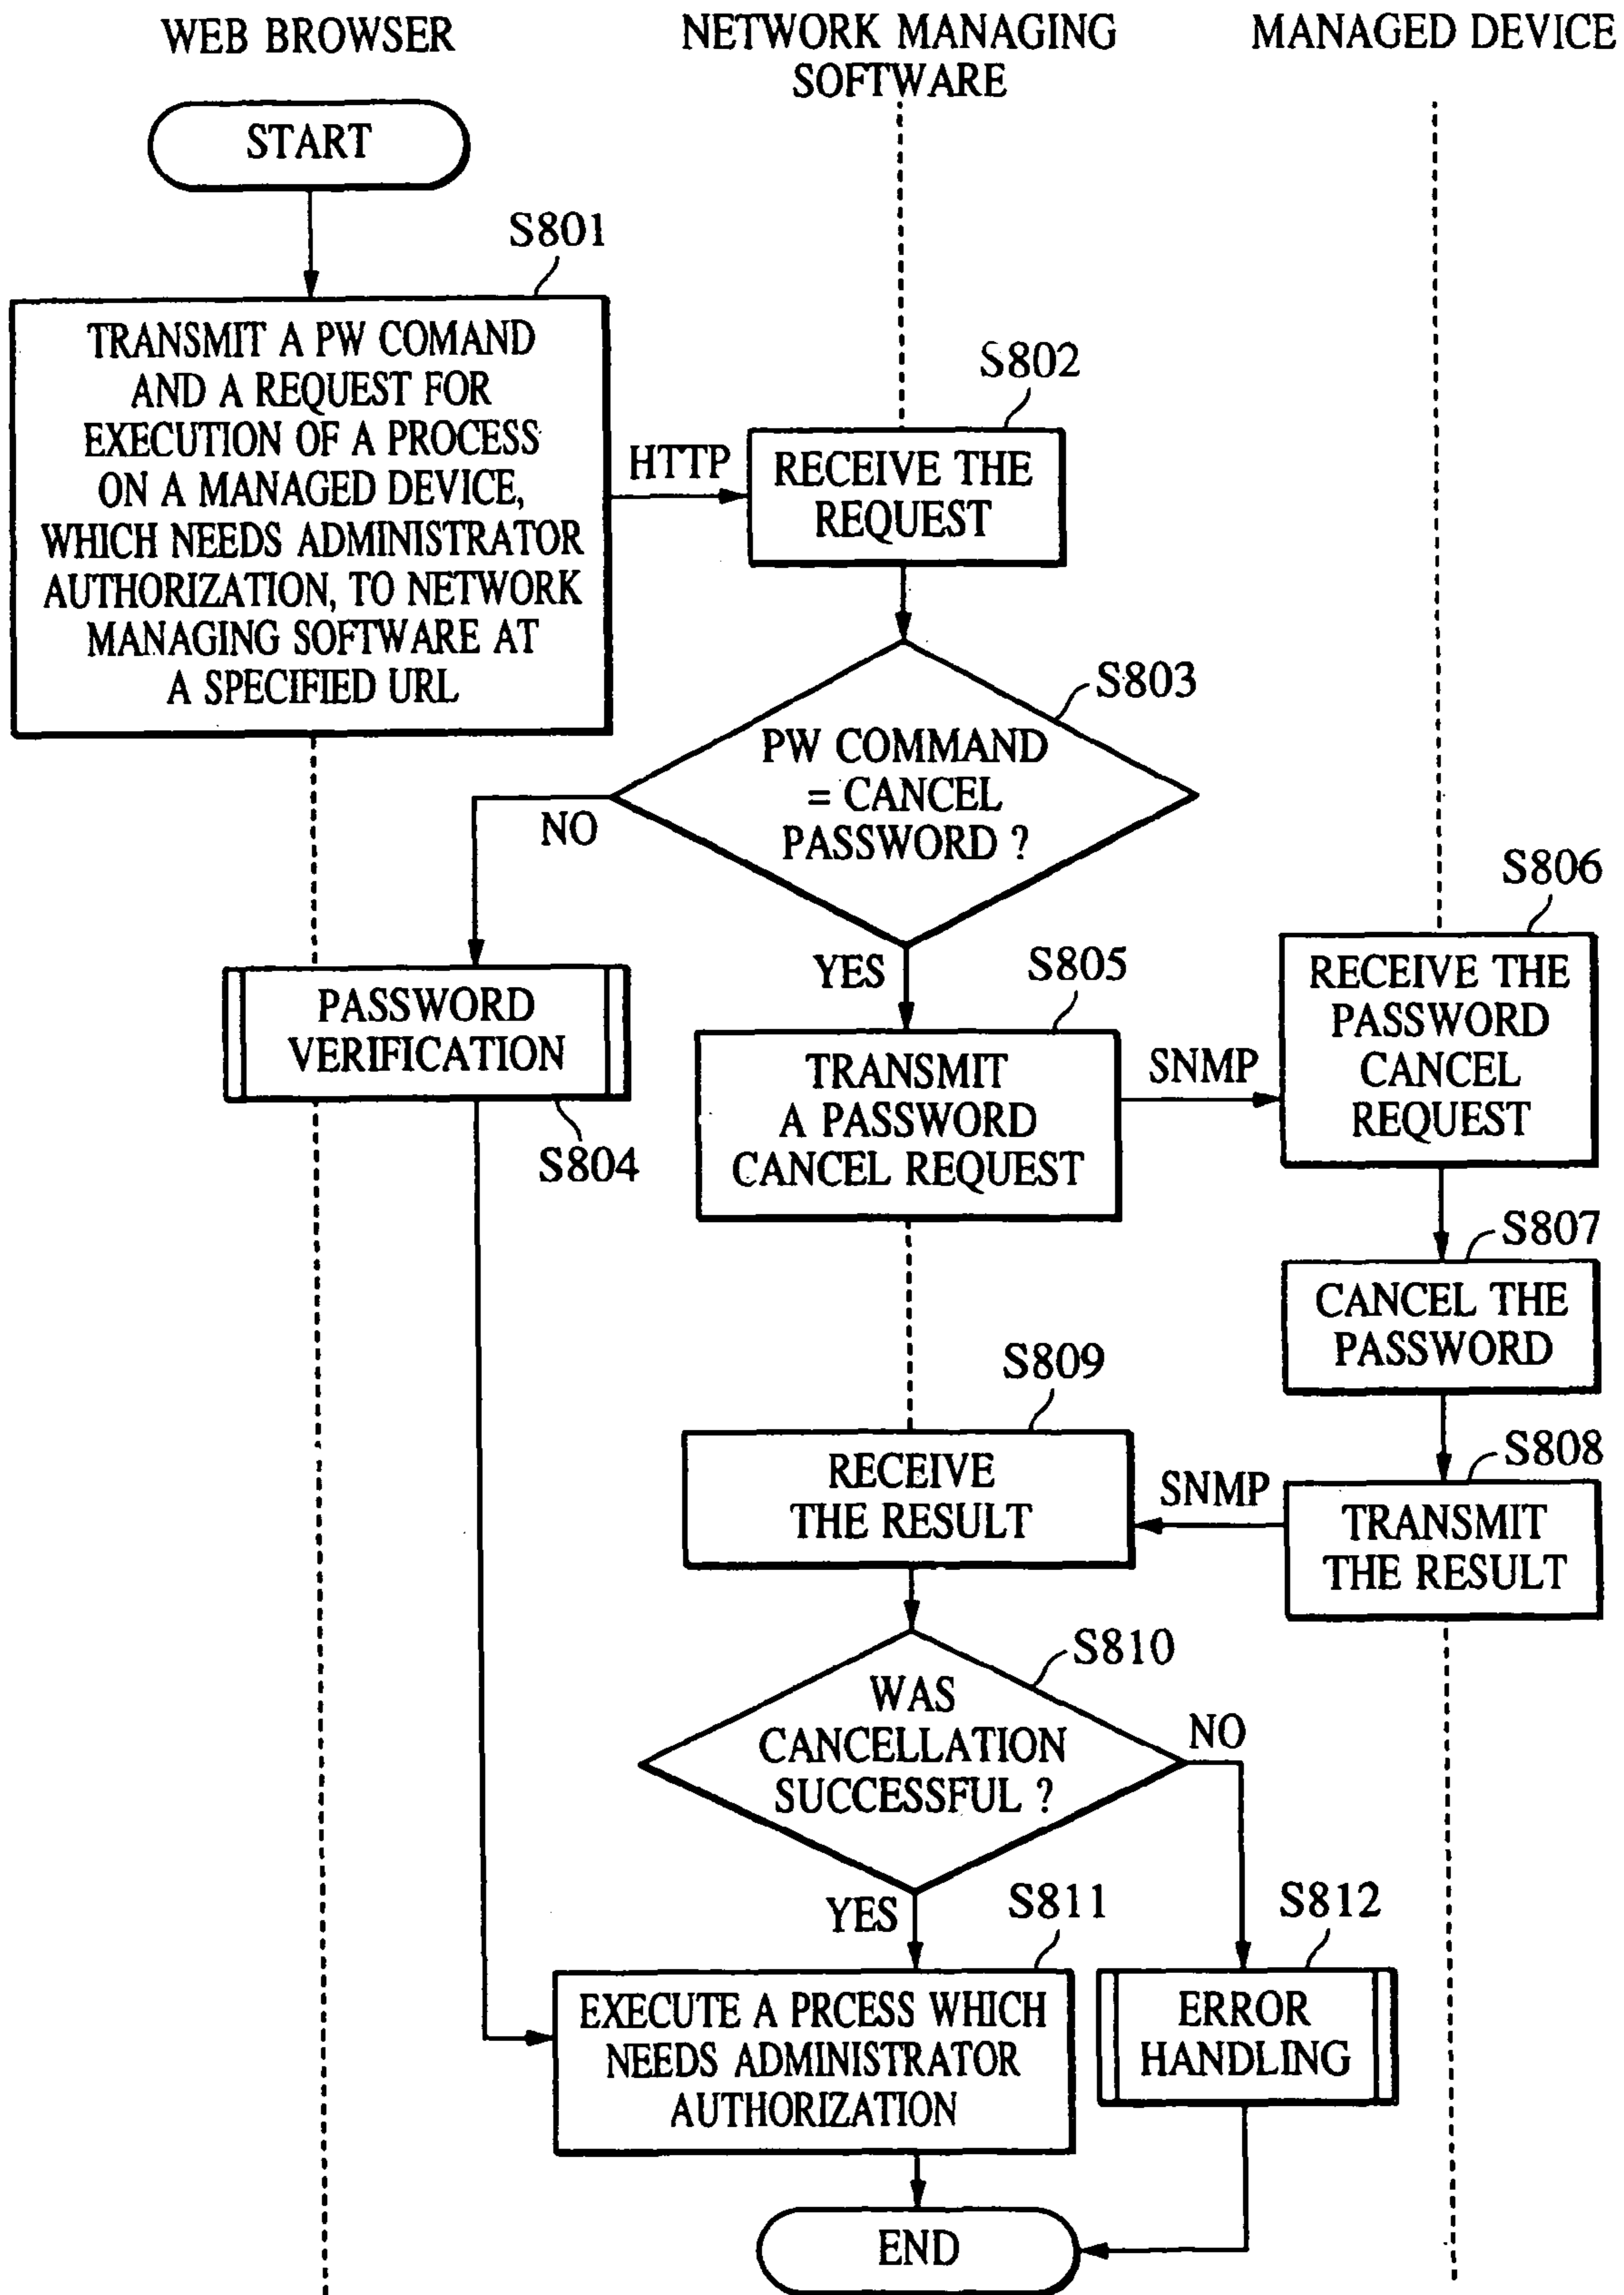 WEB BROWSER
NETWORK MANAGING
SOFTWARE
MANAGED DEVICE
START
S801
TRANSMIT A PW COMAND
AND A REQUEST FOR
EXECUTION OF A PROCESS
ON A MANAGED DEVICE,
WHICH NEEDS ADMINISTRATOR
AUTHORIZATION, TO NETWORK
MANAGING SOFTWARE AT
A SPECIFIED URL
HTTP
S802
RECEIVE THE
REQUEST
S803
PW COMMAND
= CANCEL
PASSWORD ?
NO
YES
PASSWORD
VERIFICATION
S804
S805
TRANSMIT
A PASSWORD
CANCEL REQUEST
SNMP
S806
RECEIVE THE
PASSWORD
CANCEL
REQUEST
S807
CANCEL THE
PASSWORD
S808
TRANSMIT
THE RESULT
SNMP
S809
RECEIVE
THE RESULT
S810
WAS
CANCELLATION
SUCCESSFUL ?
NO
YES
S811
EXECUTE A PRCESS WHICH
NEEDS ADMINISTRATOR
AUTHORIZATION
S812
ERROR
HANDLING
END